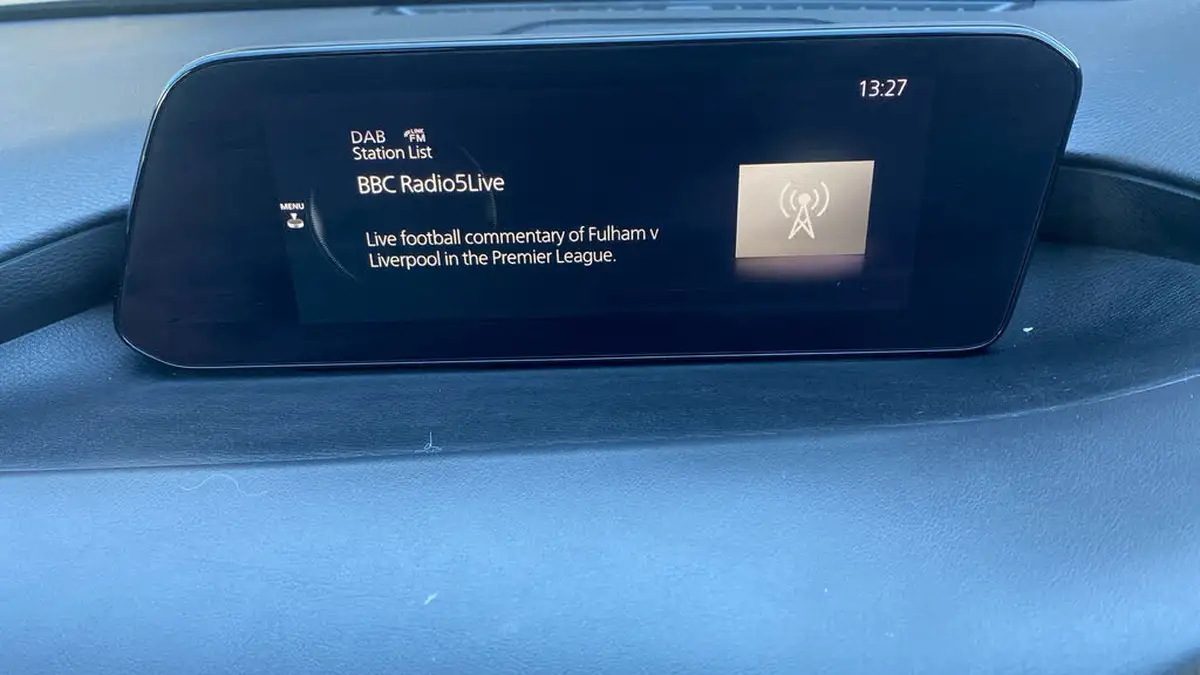 13:27
DAB LINK FM
Station List
BBC Radio5Live
MENU
Live football commentary of Fulham v
Liverpool in the Premier League.